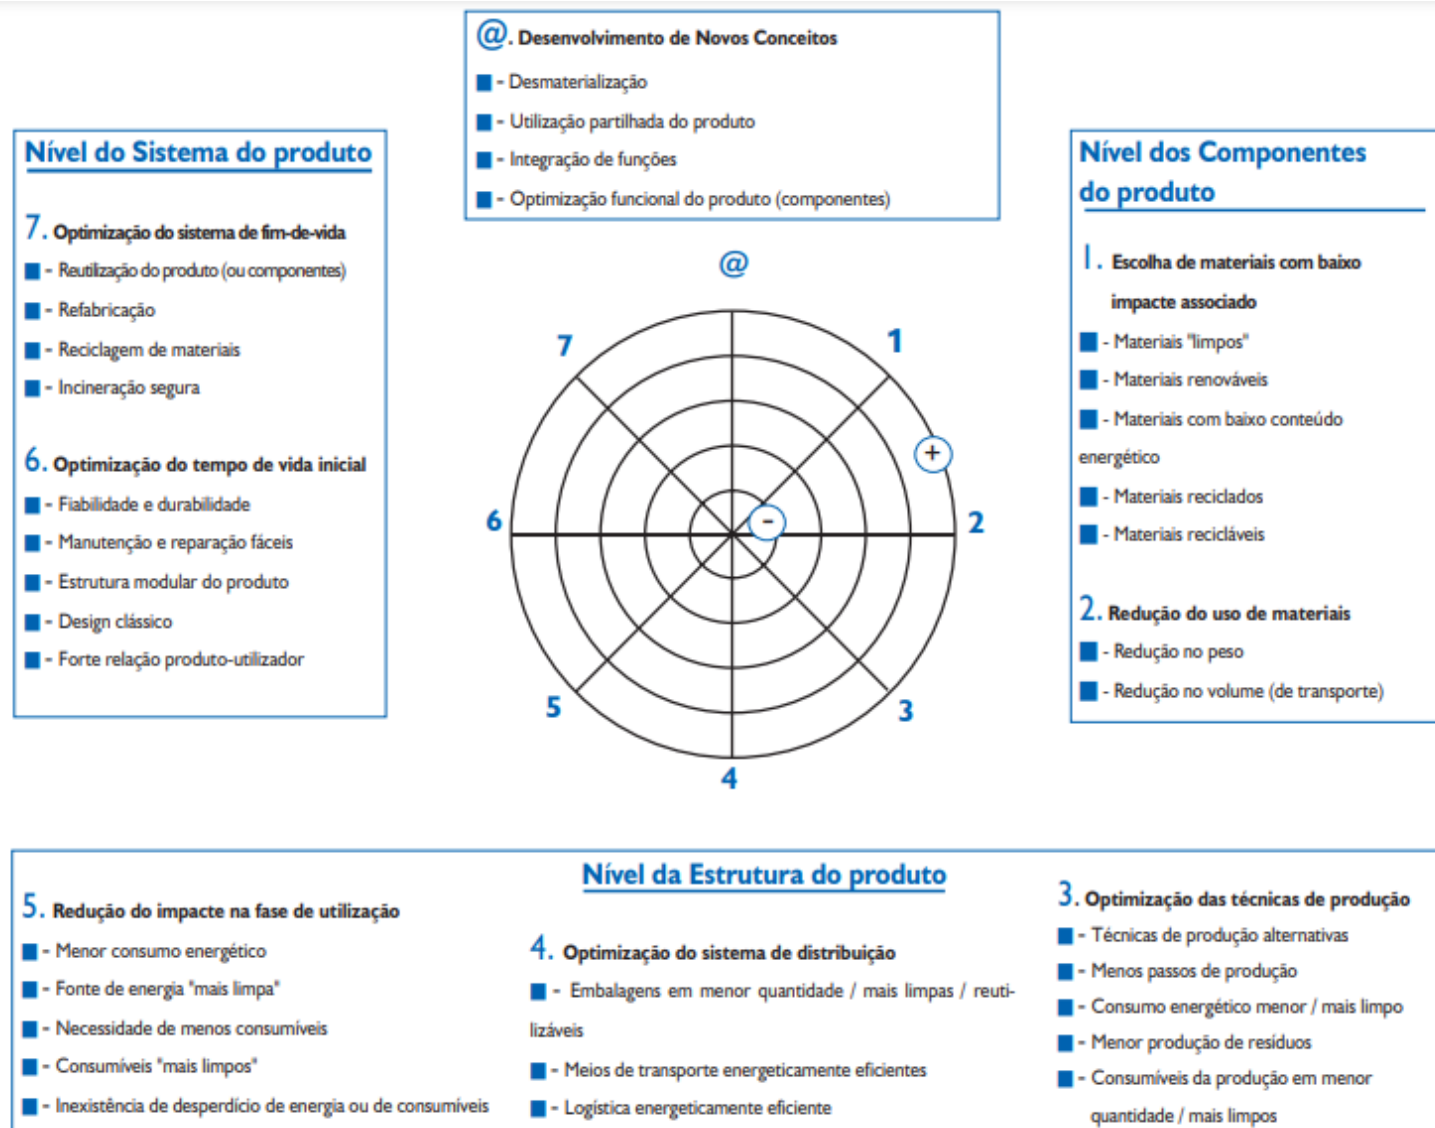 @. Desenvolvimento de Novos Conceitos
- Desmaterialização
- Utilização partilhada do produto
- Integração de funções
- Optimização funcional do produto (componentes)
Nível do Sistema do produto
7. Optimização do sistema de fim-de-vida
- Reutilização do produto (ou componentes)
- Refabricação
- Reciclagem de materiais
- Incineração segura
6. Optimização do tempo de vida inicial
- Fiabilidade e durabilidade
- Manutenção e reparação fáceis
- Estrutura modular do produto
- Design clássico
- Forte relação produto-utilizador
@
7
1
+
6
-
2
5
3
4
Nível dos Componentes
do produto
1. Escolha de materiais com baixo
impacte associado
- Materiais "limpos"
- Materiais renováveis
- Materiais com baixo conteúdo
energético
- Materiais reciclados
- Materiais recicláveis
2. Redução do uso de materiais
- Redução no peso
- Redução no volume (de transporte)
Nível da Estrutura do produto
5. Redução do impacte na fase de utilização
- Menor consumo energético
- Fonte de energia "mais limpa"
- Necessidade de menos consumíveis
- Consumíveis "mais limpos"
- Inexistência de desperdício de energia ou de consumíveis
4. Optimização do sistema de distribuição
- Embalagens em menor quantidade / mais limpas / reuti-
lizáveis
- Meios de transporte energeticamente eficientes
- Logística energeticamente eficiente
3. Optimização das técnicas de produção
- Técnicas de produção alternativas
- Menos passos de produção
- Consumo energético menor / mais limpo
- Menor produção de resíduos
- Consumíveis da produção em menor
quantidade / mais limpos